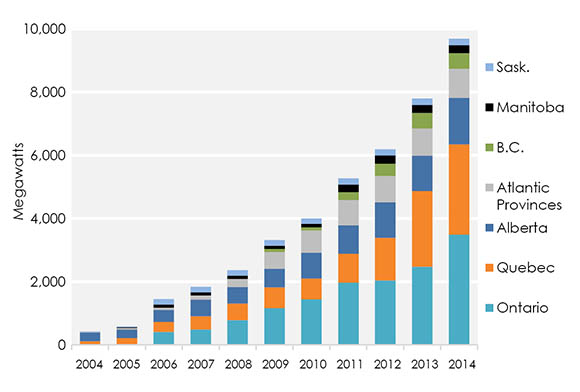 10,000
8,000
6,000
4,000
2,000
0
Megawatts
2004 2005 2006 2007 2008 2009 2010 2011 2012 2013 2014
Sask.
Manitoba
B.C.
Atlantic
Provinces
Alberta
Quebec
Ontario